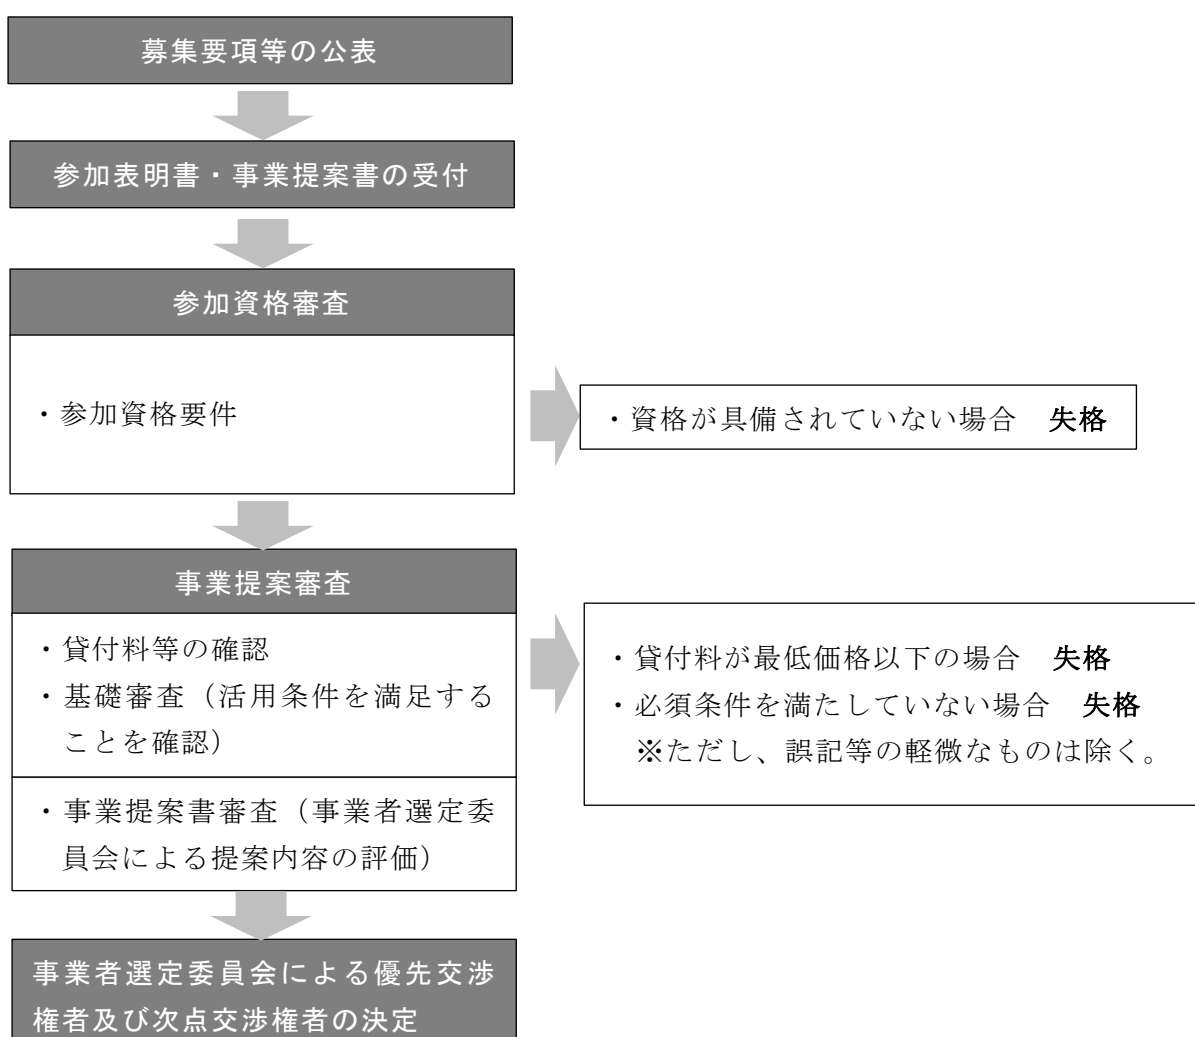 募集要項等の公表
参加表明書・事業提案書の受付
参加資格審査
・参加資格要件
・資格が具備されていない場合　失格
事業提案審査
・貸付料等の確認
・基礎審査（活用条件を満足する
ことを確認）
・貸付料が最低価格以下の場合　失格
・必須条件を満たしていない場合　失格
※ただし、誤記等の軽微なものは除く。
・事業提案書審査（事業者選定委
員会による提案内容の評価）
事業者選定委員会による優先交渉
権者及び次点交渉権者の決定